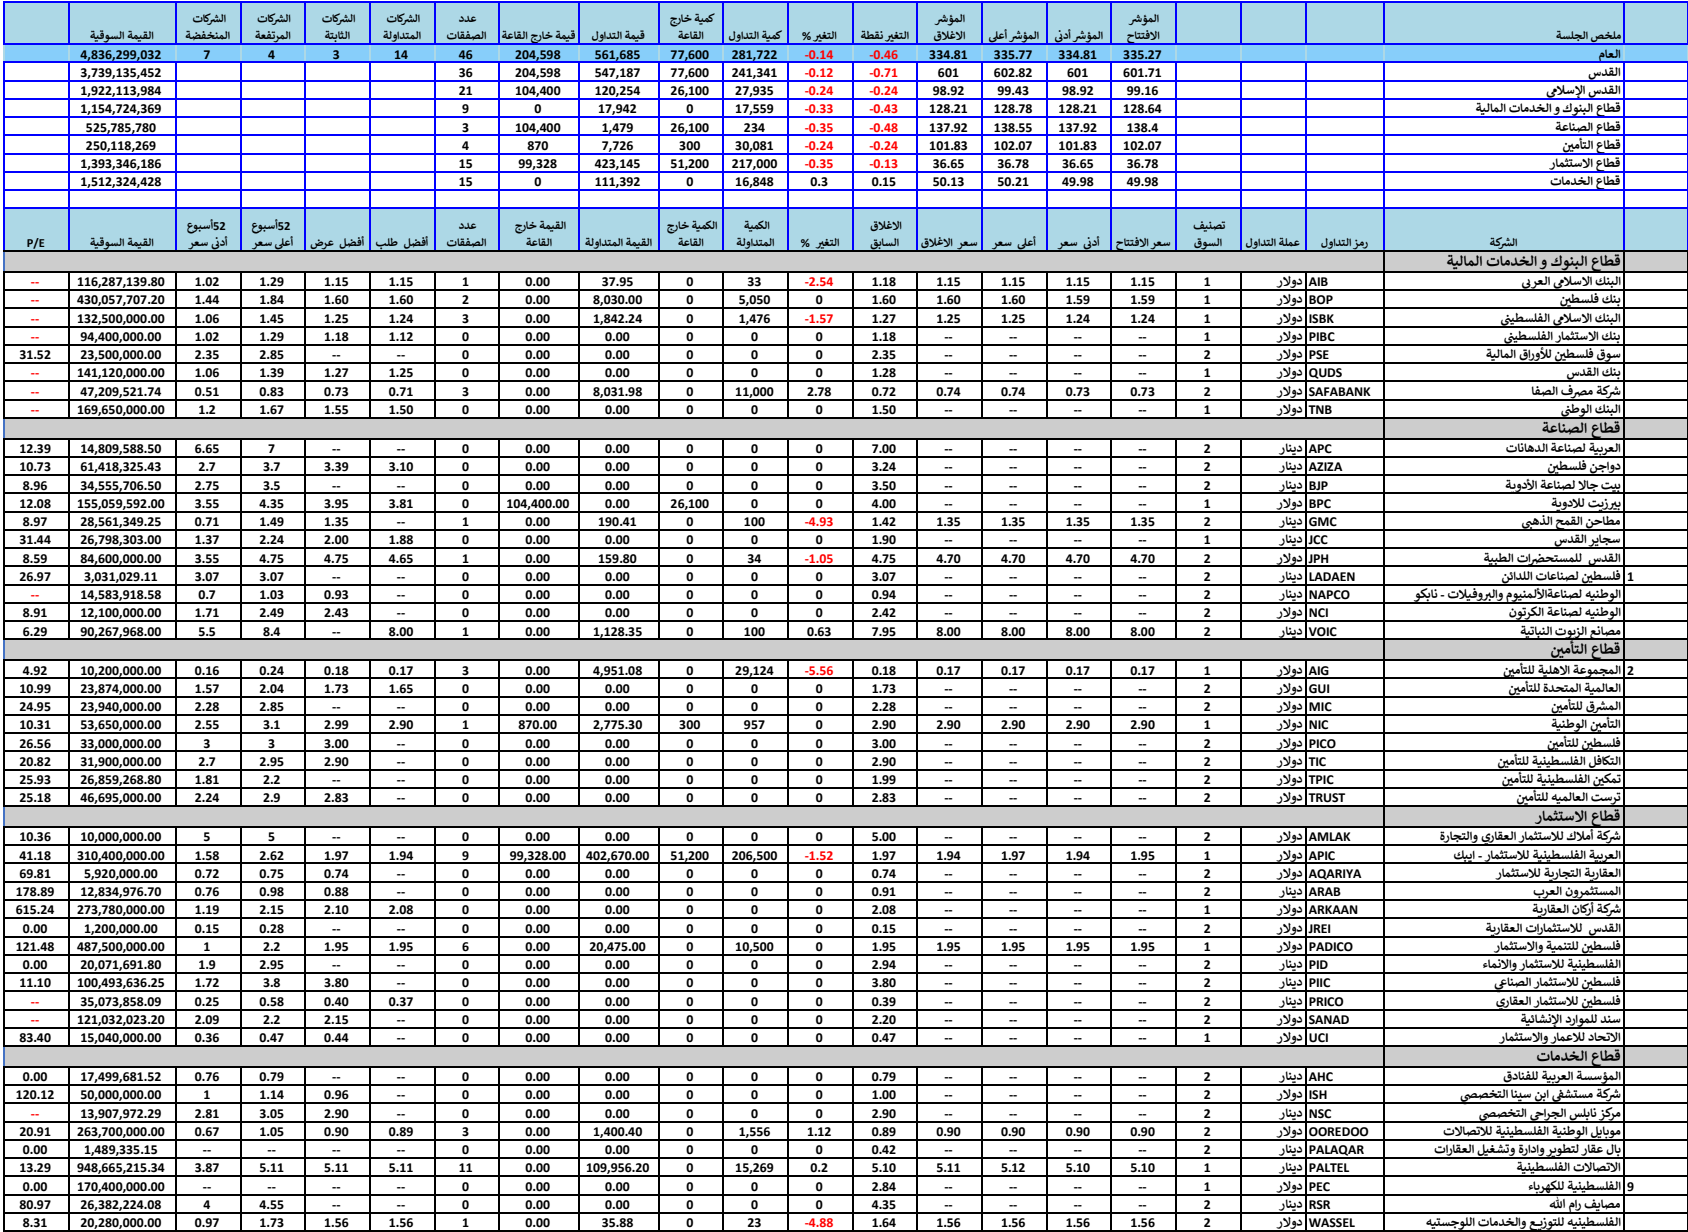 ملخص الجلسة المؤشر الافتتاح المؤشر أدنى المؤشر أعلى المؤشر الاغلاق التغير نقطة التغير % كمية التداول كمية خارج القاعة قيمة التداول قيمة خارج القاعة عدد الصفقات الشركات المتداولة الشركات الثابتة الشركات المرتفعة الشركات المنخفضة القيمة السوقية
العام 335.27 334.81 335.77 334.81 -0.46 -0.14 281,722 77,600 561,685 204,598 46 14 3 4 7 4,836,299,032
القدس 601.71 601 602.82 601 -0.71 -0.12 241,341 77,600 547,187 204,598 36 3,739,135,452
القدس الإسلامي 99.16 98.92 99.43 98.92 -0.24 -0.24 27,935 26,100 120,254 104,400 21 1,922,113,984
قطاع البنوك و الخدمات المالية 128.64 128.21 128.78 128.21 -0.43 -0.33 17,559 0 17,942 0 9 1,154,724,369
قطاع الصناعة 138.4 137.92 138.55 137.92 -0.48 -0.35 234 26,100 1,479 104,400 3 525,785,780
قطاع التأمين 102.07 101.83 102.07 101.83 -0.24 -0.24 30,081 300 7,726 870 4 250,118,269
قطاع الاستثمار 36.78 36.65 36.78 36.65 -0.13 -0.35 217,000 51,200 423,145 99,328 15 1,393,346,186
قطاع الخدمات 49.98 49.98 50.21 50.13 0.15 0.3 16,848 0 111,392 0 15 1,512,324,428
الشركة رمز التداول عملة التداول تصنيف السوق سعر الافتتاح أدنى سعر أعلى سعر سعر الاغلاق الاغلاق السابق التغير % الكمية المتداولة الكمية خارج القاعة القيمة المتداولة القيمة خارج القاعة عدد الصفقات أفضل طلب أفضل عرض 52أسبوع أعلى سعر 52أسبوع أدنى سعر القيمة السوقية P/E
قطاع البنوك و الخدمات المالية
البنك الاسلامي العربي AIB دولار 1 1.15 1.15 1.15 1.15 1.18 -2.54 33 0 37.95 0.00 1 1.15 1.15 1.29 1.02 116,287,139.80 --
بنك فلسطين BOP دولار 1 1.59 1.59 1.60 1.60 1.60 0 5,050 0 8,030.00 0.00 2 1.60 1.60 1.84 1.44 430,057,707.20 --
البنك الاسلامي الفلسطيني ISBK دولار 1 1.24 1.24 1.25 1.25 1.27 -1.57 1,476 0 1,842.24 0.00 3 1.24 1.25 1.45 1.06 132,500,000.00 --
بنك الاستثمار الفلسطيني PIBC دولار 1 -- -- -- -- 1.18 0 0 0 0.00 0.00 0 1.12 1.18 1.29 1.02 94,400,000.00 --
سوق فلسطين للأوراق المالية PSE دولار 2 -- -- -- -- 2.35 0 0 0 0.00 0.00 0 -- -- 2.85 2.35 23,500,000.00 31.52
بنك القدس QUDS دولار 1 -- -- -- -- 1.28 0 0 0 0.00 0.00 0 1.25 1.27 1.39 1.06 141,120,000.00 --
شركة مصرف الصفا SAFABANK دولار 2 0.73 0.73 0.74 0.74 0.72 2.78 11,000 0 8,031.98 0.00 3 0.71 0.73 0.83 0.51 47,209,521.74 --
البنك الوطني TNB دولار 1 -- -- -- -- 1.50 0 0 0 0.00 0.00 0 1.50 1.55 1.67 1.2 169,650,000.00 --
قطاع الصناعة
العربية لصناعة الدهانات APC دينار 2 -- -- -- -- 7.00 0 0 0 0.00 0.00 0 -- -- 7 6.65 14,809,588.50 12.39
دواجن فلسطين AZIZA دينار 2 -- -- -- -- 3.24 0 0 0 0.00 0.00 0 3.10 3.39 3.7 2.7 61,418,325.43 10.73
بيت جالا لصناعة الأدوية BJP دينار 2 -- -- -- -- 3.50 0 0 0 0.00 0.00 0 -- -- 3.5 2.75 34,555,706.50 8.96
بيرزيت للادوية BPC دينار 1 -- -- -- -- 4.00 0 0 26,100 0.00 104,400.00 0 3.81 3.95 4.35 3.55 155,059,592.00 12.08
مطاحن القمح الذهبي GMC دينار 2 1.35 1.35 1.35 1.35 1.42 -4.93 100 0 190.41 0.00 1 -- 1.35 1.49 0.71 28,561,349.25 8.97
سجاير القدس JCC دينار 1 -- -- -- -- 1.90 0 0 0 0.00 0.00 0 1.88 2.00 2.24 1.37 26,798,303.00 31.44
القدس للمستحضرات الطبية JPH دولار 2 4.70 4.70 4.70 4.70 4.75 -1.05 34 0 159.80 0.00 1 4.65 4.75 4.75 3.55 84,600,000.00 8.59
1 فلسطين لصناعات اللدائن LADAEN دينار 2 -- -- -- -- 3.07 0 0 0 0.00 0.00 0 -- -- 3.07 3.07 3,031,029.11 26.97
الوطنيه لصناعةالألمنيوم والبروفيلات - نابكو NAPCO دينار 2 -- -- -- -- 0.94 0 0 0 0.00 0.00 0 -- 0.93 1.03 0.7 14,583,918.58 --
الوطنيه لصناعة الكرتون NCI دولار 2 -- -- -- -- 2.42 0 0 0 0.00 0.00 0 -- 2.43 2.49 1.71 12,100,000.00 8.91
مصانع الزيوت النباتية VOIC دينار 2 8.00 8.00 8.00 8.00 7.95 0.63 100 0 1,128.35 0.00 1 8.00 -- 8.4 5.5 90,267,968.00 6.29
قطاع التأمين
2 المجموعة الاهلية للتأمين AIG دولار 1 0.17 0.17 0.17 0.17 0.18 -5.56 29,124 0 4,951.08 0.00 3 0.17 0.18 0.24 0.16 10,200,000.00 4.92
العالمية المتحدة للتأمين GUI دولار 2 -- -- -- -- 1.73 0 0 0 0.00 0.00 0 1.65 1.73 2.04 1.57 23,874,000.00 10.99
المشرق للتأمين MIC دولار 2 -- -- -- -- 2.28 0 0 0 0.00 0.00 0 -- -- 2.85 2.28 23,940,000.00 24.95
التأمين الوطنية NIC دولار 1 2.90 2.90 2.90 2.90 2.90 0 957 300 2,775.30 870.00 1 2.90 2.99 3.1 2.55 53,650,000.00 10.31
فلسطين للتأمين PICO دولار 2 -- -- -- -- 3.00 0 0 0 0.00 0.00 0 -- 3.00 3 3 33,000,000.00 26.56
التكافل الفلسطينية للتأمين TIC دولار 2 -- -- -- -- 2.90 0 0 0 0.00 0.00 0 -- 2.90 2.95 2.7 31,900,000.00 20.82
تمكين الفلسطينية للتأمين TPIC دولار 2 -- -- -- -- 1.99 0 0 0 0.00 0.00 0 -- -- 2.2 1.81 26,859,268.80 25.93
ترست العالميه للتأمين TRUST دولار 2 -- -- -- -- 2.83 0 0 0 0.00 0.00 0 -- 2.83 2.9 2.24 46,695,000.00 25.18
قطاع الاستثمار
شركة أملاك للاستثمار العقاري والتجارة AMLAK دولار 2 -- -- -- -- 5.00 0 0 0 0.00 0.00 0 -- -- 5 5 10,000,000.00 10.36
العربية الفلسطينية للاستثمار - ايبك APIC دولار 1 1.95 1.94 1.97 1.94 1.97 -1.52 206,500 51,200 402,670.00 99,328.00 9 1.94 1.97 2.62 1.58 310,400,000.00 41.18
العقارية التجارية للاستثمار AQARIYA دولار 2 -- -- -- -- 0.74 0 0 0 0.00 0.00 0 -- 0.74 0.75 0.72 5,920,000.00 69.81
المستثمرون العرب ARAB دينار 2 -- -- -- -- 0.91 0 0 0 0.00 0.00 0 -- 0.88 0.98 0.76 12,834,976.70 178.89
شركة أركان العقارية ARKAAN دولار 1 -- -- -- -- 2.08 0 0 0 0.00 0.00 0 2.08 2.10 2.15 1.19 273,780,000.00 615.24
القدس للاستثمارات العقارية JREI دولار 2 -- -- -- -- 0.15 0 0 0 0.00 0.00 0 -- -- 0.28 0.15 1,200,000.00 0.00
فلسطين للتنمية والاستثمار PADICO دولار 1 1.95 1.95 1.95 1.95 1.95 0 10,500 0 20,475.00 0.00 6 1.95 1.95 2.2 1 487,500,000.00 121.48
الفلسطينية للاستثمار والانماء PID دينار 2 -- -- -- -- 2.94 0 0 0 0.00 0.00 0 -- -- 2.95 1.9 20,071,691.80 0.00
فلسطين للاستثمار الصناعي PIIC دينار 2 -- -- -- -- 3.80 0 0 0 0.00 0.00 0 -- 3.80 3.8 1.72 100,493,636.25 11.10
فلسطين للاستثمار العقاري PRICO دينار 2 -- -- -- -- 0.39 0 0 0 0.00 0.00 0 0.37 0.40 0.58 0.25 35,073,858.09 --
سند للموارد الإنشائية SANAD دولار 2 -- -- -- -- 2.20 0 0 0 0.00 0.00 0 -- 2.15 2.2 2.09 121,032,023.20 --
الاتحاد للاعمار والاستثمار UCI دولار 1 -- -- -- -- 0.47 0 0 0 0.00 0.00 0 -- 0.44 0.47 0.36 15,040,000.00 83.40
قطاع الخدمات
المؤسسة العربية للفنادق AHC دينار 2 -- -- -- -- 0.79 0 0 0 0.00 0.00 0 -- -- 0.79 0.76 17,499,681.52 0.00
شركة مستشفى ابن سينا التخصصي ISH دولار 2 -- -- -- -- 1.00 0 0 0 0.00 0.00 0 -- 0.96 1.14 1 50,000,000.00 120.12
مركز نابلس الجراحي التخصصي NSC دينار 2 -- -- -- -- 2.90 0 0 0 0.00 0.00 0 -- 2.90 3.05 2.81 13,907,972.29 --
موبايل الوطنية الفلسطينية للاتصالات OOREDOO دولار 2 0.90 0.90 0.90 0.90 0.89 1.12 1,556 0 1,400.40 0.00 3 0.89 0.90 1.05 0.67 263,700,000.00 20.91
بال عقار لتطوير وادارة وتشغيل العقارات PALAQAR دينار 2 -- -- -- -- 0.42 0 0 0 0.00 0.00 0 -- -- -- -- 1,489,335.15 0.00
الاتصالات الفلسطينية PALTEL دينار 1 5.10 5.10 5.12 5.11 5.10 0.2 15,269 0 109,956.20 0.00 11 5.11 5.11 5.11 3.87 948,665,215.34 13.29
9 الفلسطينية للكهرباء PEC دولار 1 -- -- -- -- 2.84 0 0 0 0.00 0.00 0 -- -- -- -- 170,400,000.00 0.00
مصايف رام الله RSR دينار 2 -- -- -- -- 4.35 0 0 0 0.00 0.00 0 -- -- 4.55 4 26,382,224.08 80.97
الفلسطينيه للتوزيع والخدمات اللوجستيه WASSEL دولار 2 1.56 1.56 1.56 1.56 1.64 -4.88 23 0 35.88 0.00 1 1.56 1.56 1.73 0.97 20,280,000.00 8.31